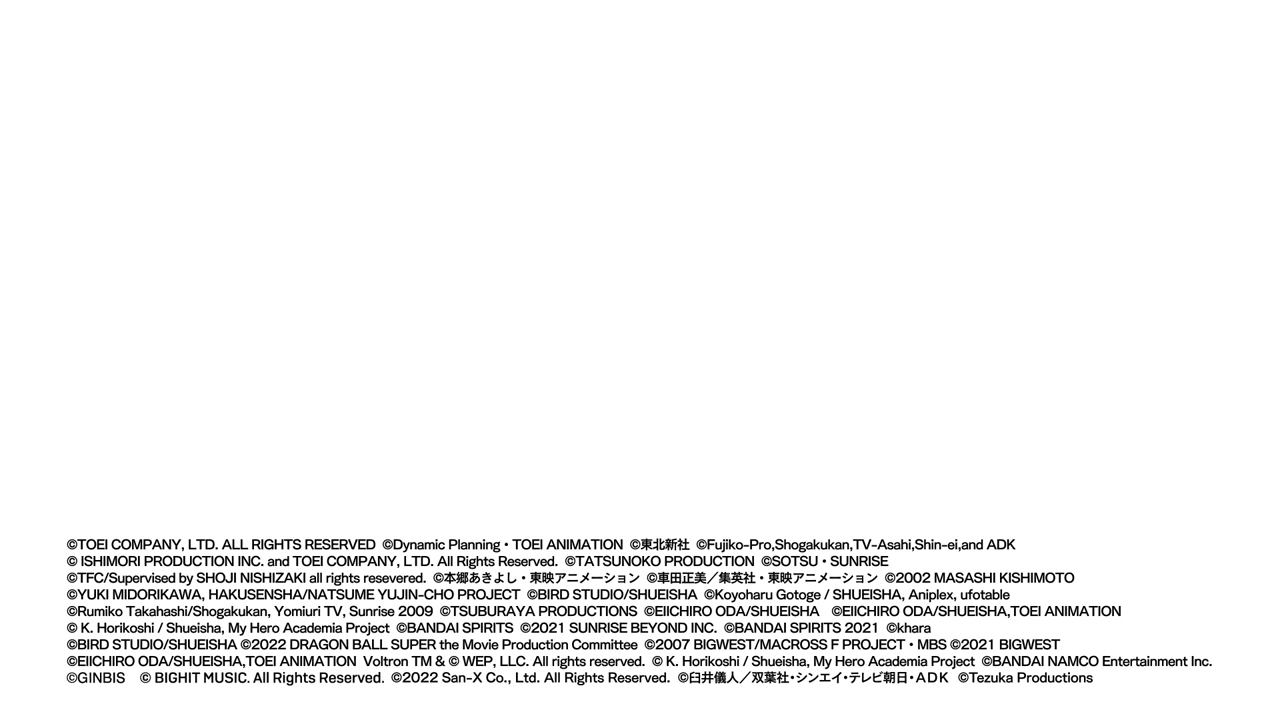 ©TOEI COMPANY, LTD. ALL RIGHTS RESERVED ©Dynamic Planning・TOEI ANIMATION ©東北新社 ©Fujiko-Pro,Shogakukan,TV-Asahi,Shin-ei,and ADK
© ISHIMORI PRODUCTION INC. and TOEI COMPANY, LTD. All Rights Reserved. ©TATSUNOKO PRODUCTION ©SOTSU・SUNRISE
©TFC/Supervised by SHOJI NISHIZAKI all rights resevered. ©本郷あきよし・東映アニメーション ©車田正美／集英社・東映アニメーション ©2002 MASASHI KISHIMOTO
©YUKI MIDORIKAWA, HAKUSENSHA/NATSUME YUJIN-CHO PROJECT ©BIRD STUDIO/SHUEISHA ©Koyoharu Gotoge / SHUEISHA, Aniplex, ufotable
©Rumiko Takahashi/Shogakukan, Yomiuri TV, Sunrise 2009 ©TSUBURAYA PRODUCTIONS ©EIICHIRO ODA/SHUEISHA ©EIICHIRO ODA/SHUEISHA,TOEI ANIMATION
© K. Horikoshi / Shueisha, My Hero Academia Project ©BANDAI SPIRITS ©2021 SUNRISE BEYOND INC. ©BANDAI SPIRITS 2021 ©khara
©BIRD STUDIO/SHUEISHA ©2022 DRAGON BALL SUPER the Movie Production Committee ©2007 BIGWEST/MACROSS F PROJECT・MBS ©2021 BIGWEST
©EIICHIRO ODA/SHUEISHA,TOEI ANIMATION Voltron TM & © WEP, LLC. All rights reserved. © K. Horikoshi / Shueisha, My Hero Academia Project ©BANDAI NAMCO Entertainment Inc.
©GINBIS © BIGHIT MUSIC. All Rights Reserved. ©2022 San-X Co., Ltd. All Rights Reserved. ©臼井儀人／双葉社・シンエイ・テレビ朝日・ADK ©Tezuka Productions